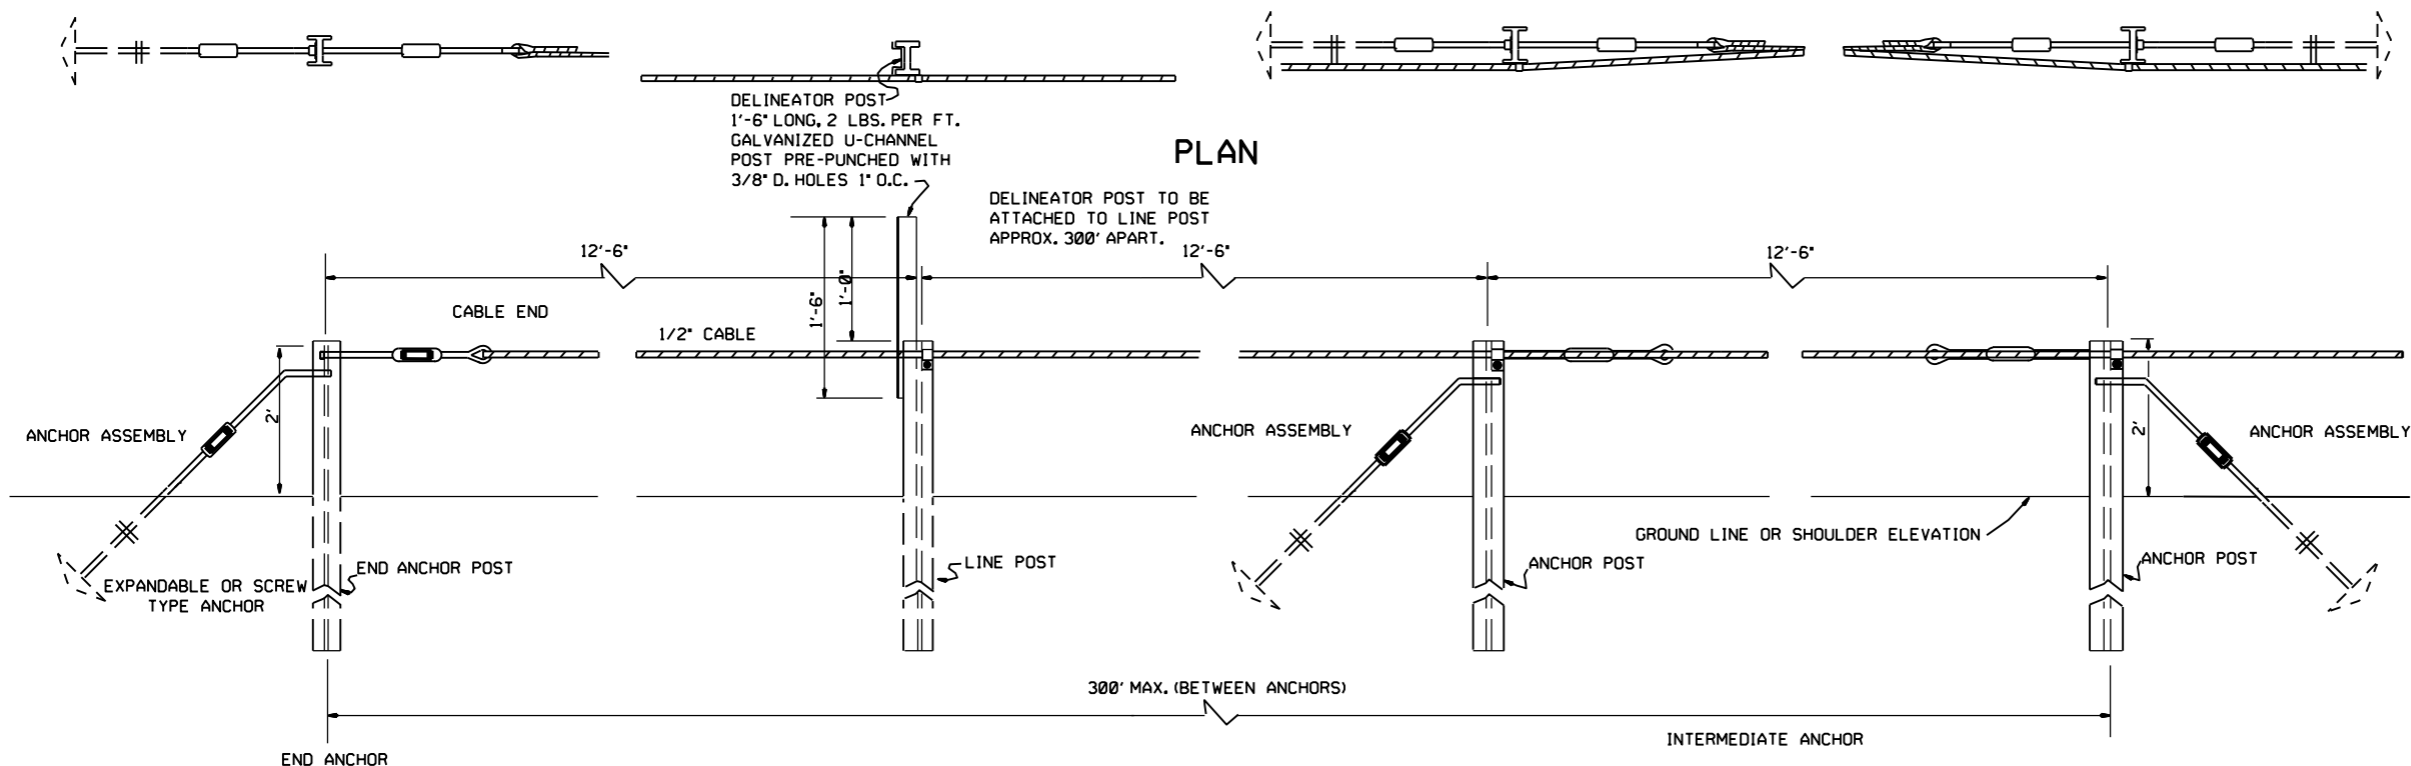 DELINEATOR POST
1'-6" LONG, 2 LBS. PER FT.
GALVANIZED U-CHANNEL
POST PRE-PUNCHED WITH
3/8" D. HOLES 1" O.C.
PLAN
DELINEATOR POST TO BE
ATTACHED TO LINE POST
APPROX. 300' APART.
12'-6"
12'-6"
12'-6"
1'-6"
1'-0"
CABLE END
1/2" CABLE
2'
2'
ANCHOR ASSEMBLY
ANCHOR ASSEMBLY
ANCHOR ASSEMBLY
GROUND LINE OR SHOULDER ELEVATION
END ANCHOR POST
LINE POST
ANCHOR POST
ANCHOR POST
EXPANDABLE OR SCREW
TYPE ANCHOR
300' MAX. (BETWEEN ANCHORS)
INTERMEDIATE ANCHOR
END ANCHOR